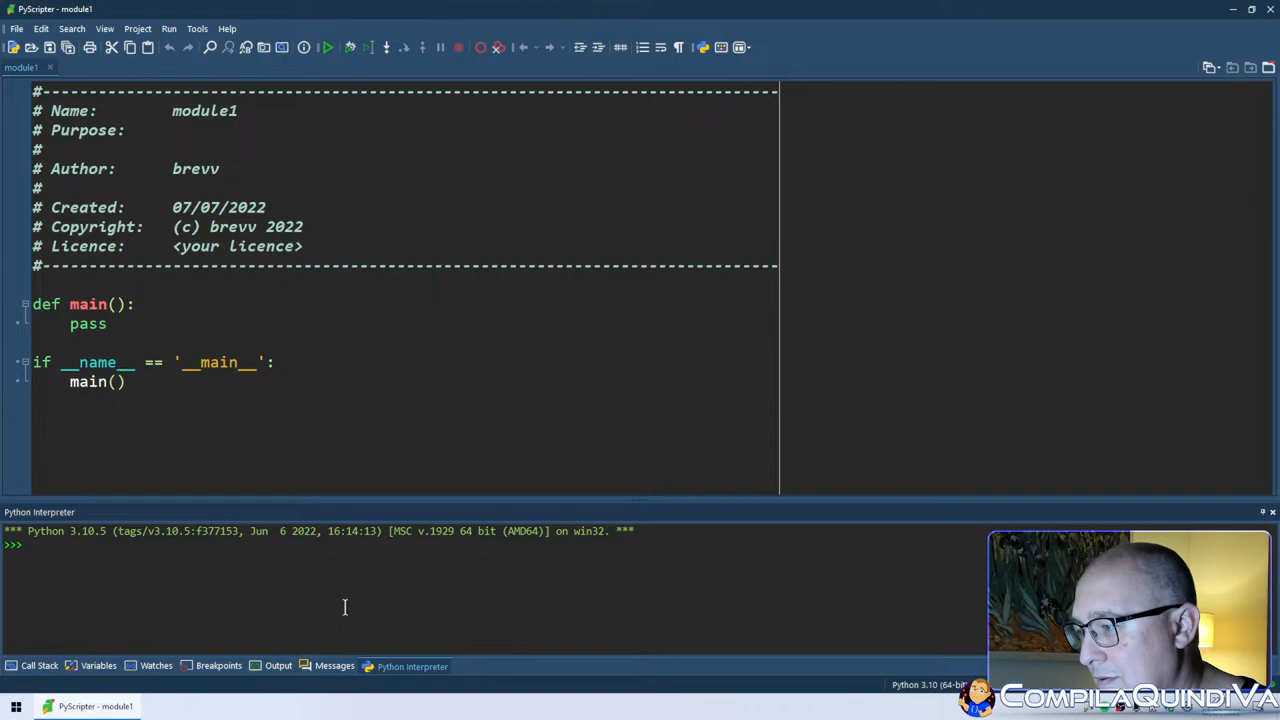 PyScripter - module1
File Edit Search View Project Run Tools Help
module1
#-------------------------------------------------------------------------------
# Name:        module1
# Purpose:
#
# Author:      brevv
#
# Created:     07/07/2022
# Copyright:   (c) brevv 2022
# Licence:     <your licence>
#-------------------------------------------------------------------------------
def main():
    pass
if __name__ == '__main__':
    main()
Python Interpreter
*** Python 3.10.5 (tags/v3.10.5:f377153, Jun  6 2022, 16:14:13) [MSC v.1929 64 bit (AMD64)] on win32. ***
>>>
Call Stack Variables Watches Breakpoints Output Messages Python Interpreter
Python 3.10 (64-bit)
PyScripter - module1
COMPILAQUINDIVA